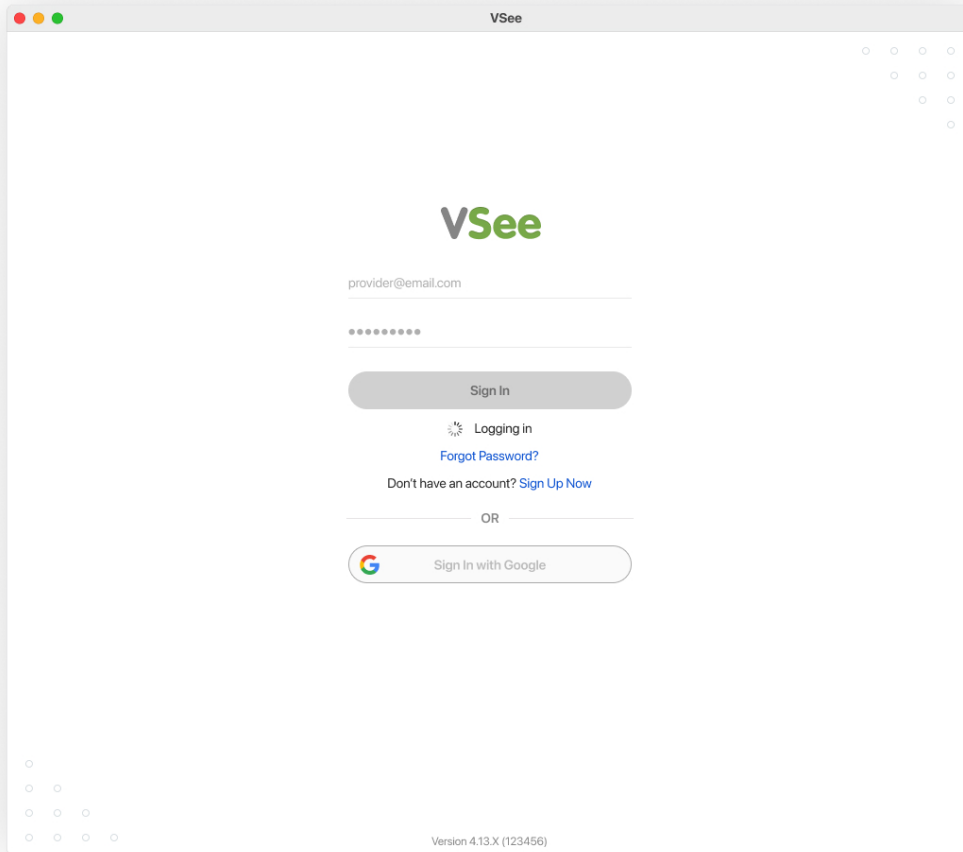 VSee
VSee
provider@email.com
•••••••••
Sign In
Logging in
Forgot Password?
Don't have an account? Sign Up Now
OR
Sign In with Google
Version 4.13.X (123456)